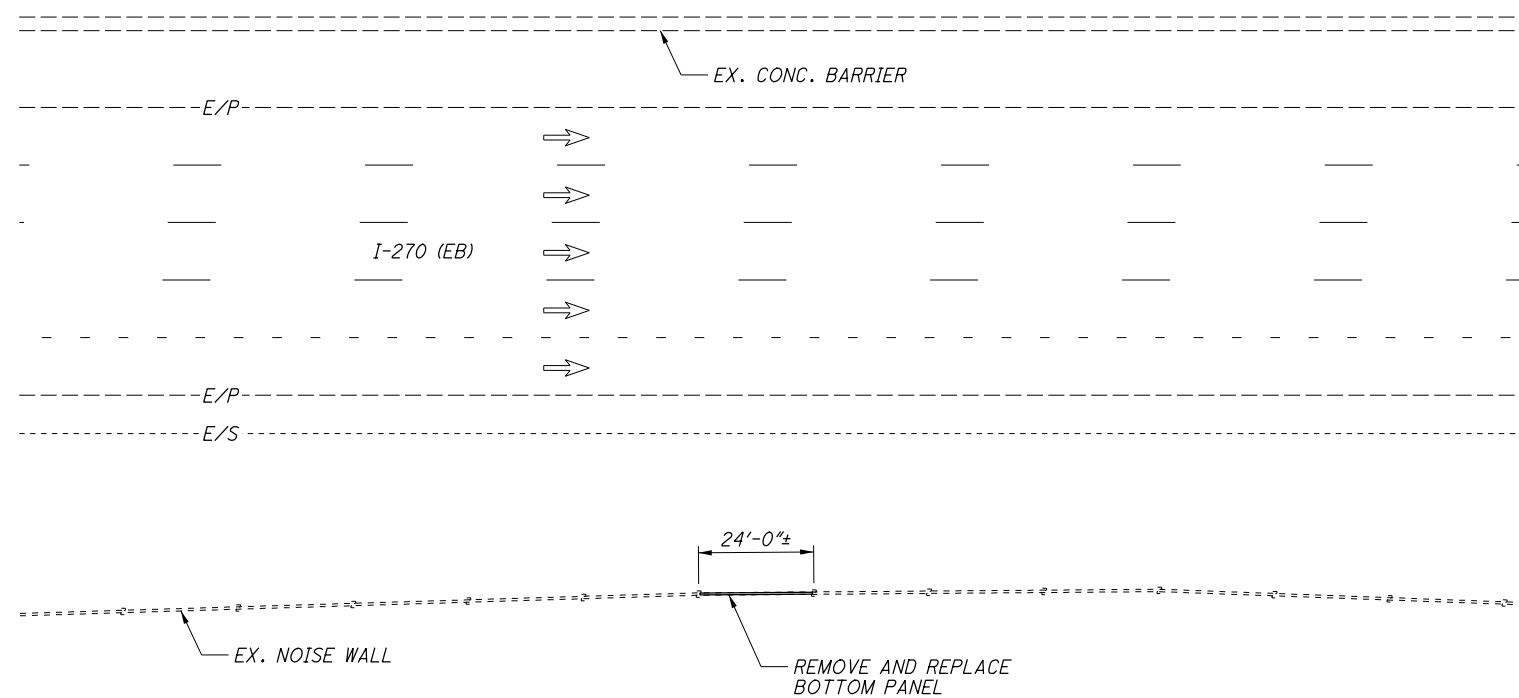 EX. CONC. BARRIER
E/P
I-270 (EB)
E/P
E/S
24'-0"±
EX. NOISE WALL
REMOVE AND REPLACE
BOTTOM PANEL